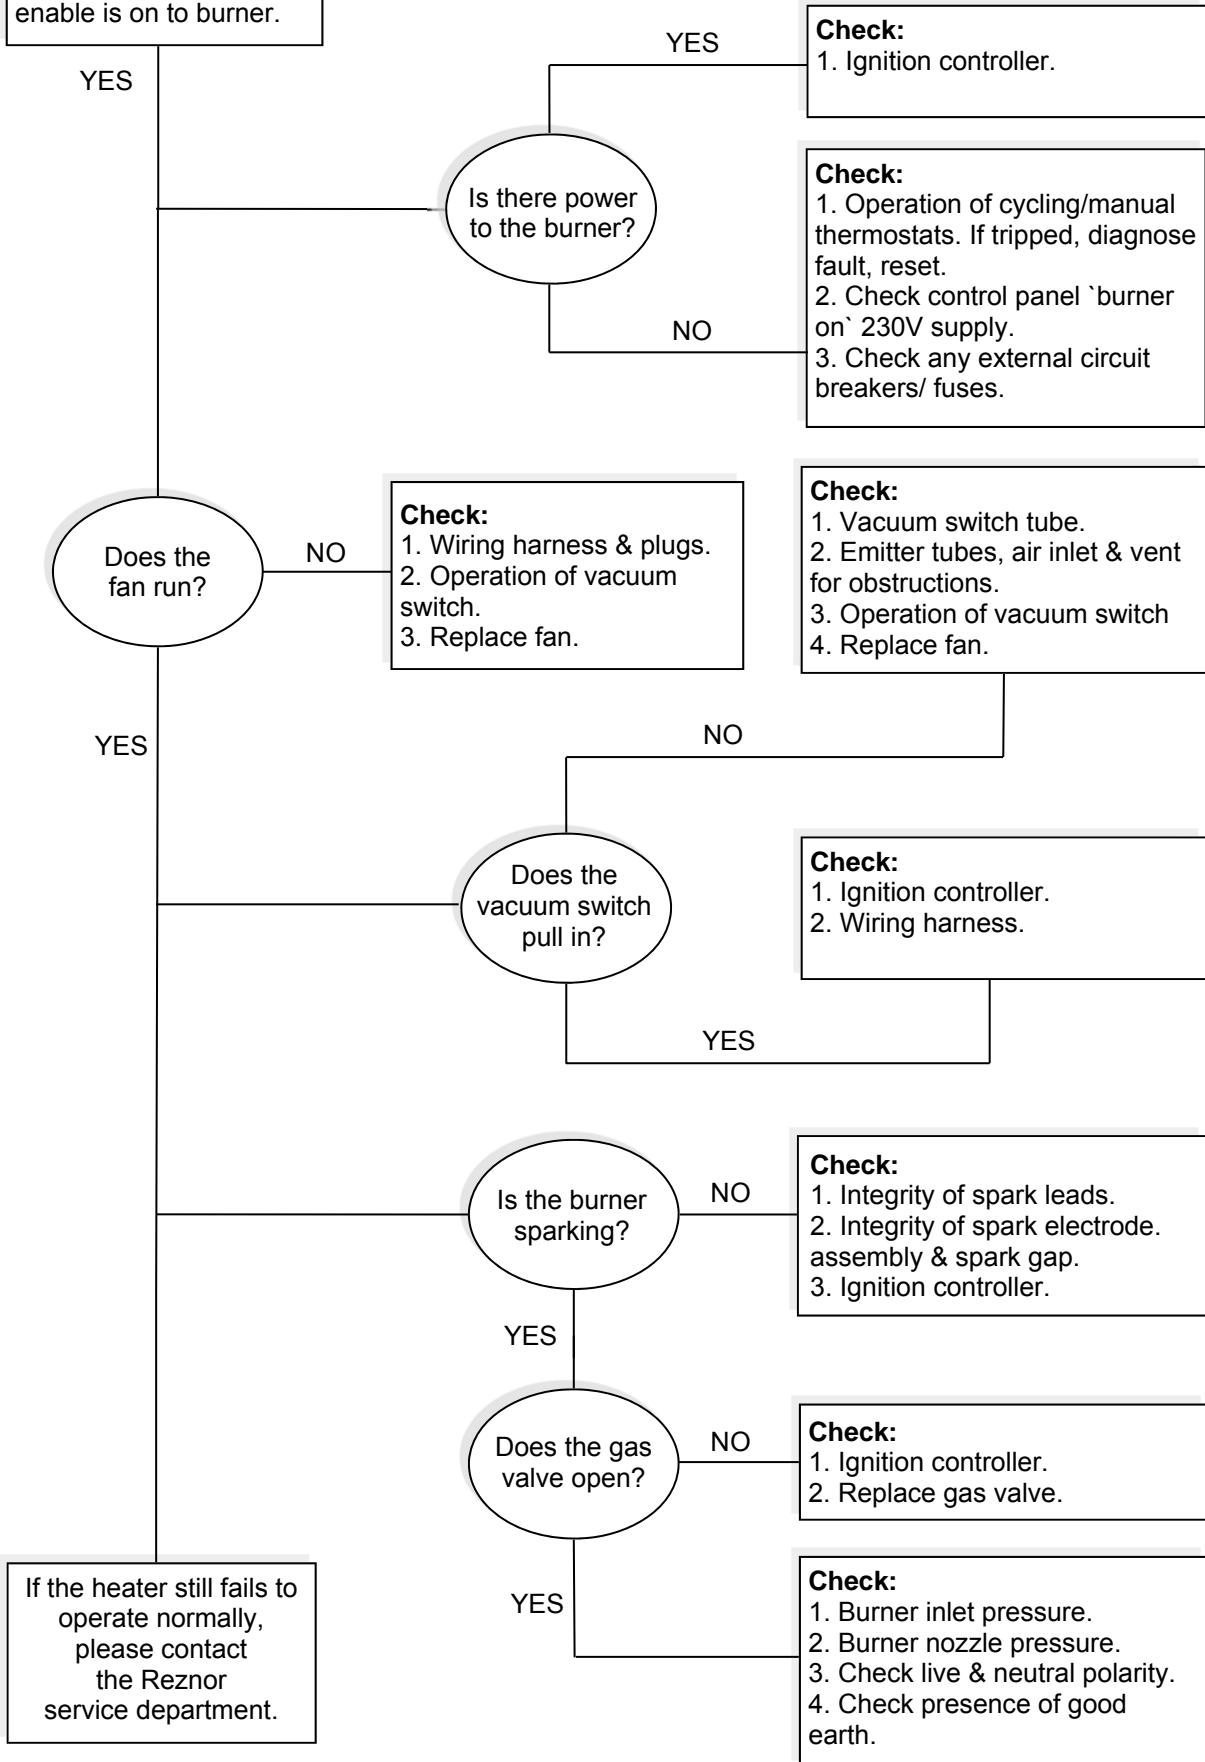 enable is on to burner.
YES
YES
Check:
1. Ignition controller.
Is there power
to the burner?
Check:
1. Operation of cycling/manual
thermostats. If tripped, diagnose
fault, reset.
2. Check control panel `burner
on` 230V supply.
3. Check any external circuit
breakers/ fuses.
NO
Does the
fan run?
NO
Check:
1. Wiring harness & plugs.
2. Operation of vacuum
switch.
3. Replace fan.
Check:
1. Vacuum switch tube.
2. Emitter tubes, air inlet & vent
for obstructions.
3. Operation of vacuum switch
4. Replace fan.
YES
NO
Does the
vacuum switch
pull in?
Check:
1. Ignition controller.
2. Wiring harness.
YES
Is the burner
sparking?
NO
Check:
1. Integrity of spark leads.
2. Integrity of spark electrode.
assembly & spark gap.
3. Ignition controller.
YES
Does the gas
valve open?
NO
Check:
1. Ignition controller.
2. Replace gas valve.
YES
Check:
1. Burner inlet pressure.
2. Burner nozzle pressure.
3. Check live & neutral polarity.
4. Check presence of good
earth.
If the heater still fails to
operate normally,
please contact
the Reznor
service department.